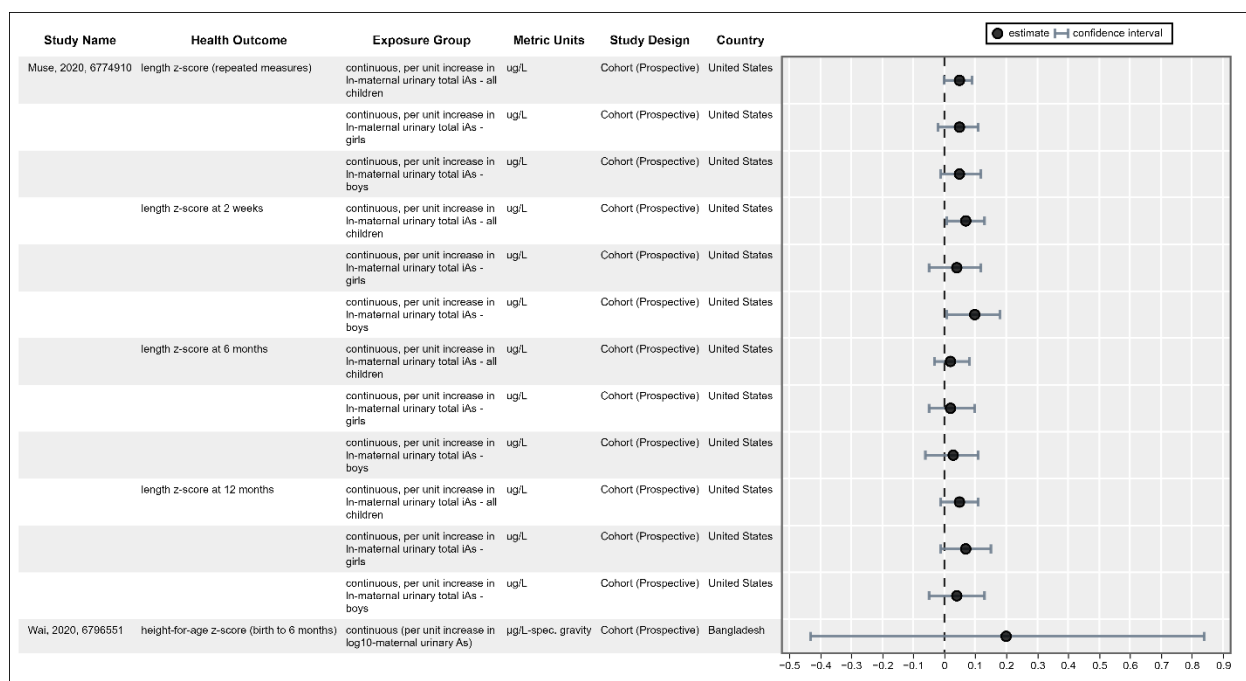 estimate confidence interval
Study Name Health Outcome Exposure Group Metric Units Study Design Country
Muse, 2020, 6774910 length z-score (repeated measures) continuous, per unit increase in ug/L Cohort (Prospective) United States
ln-maternal urinary total iAs - all
children
continuous, per unit increase in ug/L Cohort (Prospective) United States
ln-maternal urinary total iAs -
girls
continuous, per unit increase in ug/L Cohort (Prospective) United States
ln-maternal urinary total iAs -
boys
length z-score at 2 weeks continuous, per unit increase in ug/L Cohort (Prospective) United States
ln-maternal urinary total iAs - all
children
continuous, per unit increase in ug/L Cohort (Prospective) United States
ln-maternal urinary total iAs -
girls
continuous, per unit increase in ug/L Cohort (Prospective) United States
ln-maternal urinary total iAs -
boys
length z-score at 6 months continuous, per unit increase in ug/L Cohort (Prospective) United States
ln-maternal urinary total iAs - all
children
continuous, per unit increase in ug/L Cohort (Prospective) United States
ln-maternal urinary total iAs -
girls
continuous, per unit increase in ug/L Cohort (Prospective) United States
ln-maternal urinary total iAs -
boys
length z-score at 12 months continuous, per unit increase in ug/L Cohort (Prospective) United States
ln-maternal urinary total iAs - all
children
continuous, per unit increase in ug/L Cohort (Prospective) United States
ln-maternal urinary total iAs -
girls
continuous, per unit increase in ug/L Cohort (Prospective) United States
ln-maternal urinary total iAs -
boys
Wai, 2020, 6796551 height-for-age z-score (birth to 6 months) continuous (per unit increase in µg/L-spec. gravity Cohort (Prospective) Bangladesh
log10-maternal urinary As)
−0.5 −0.4 −0.3 −0.2 −0.1 0 0.1 0.2 0.3 0.4 0.5 0.6 0.7 0.8 0.9